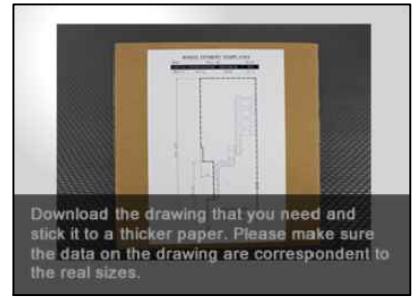 Download the drawing that you need and
stick it to a thicker paper. Please make sure
the data on the drawing are correspondent to
the real sizes.